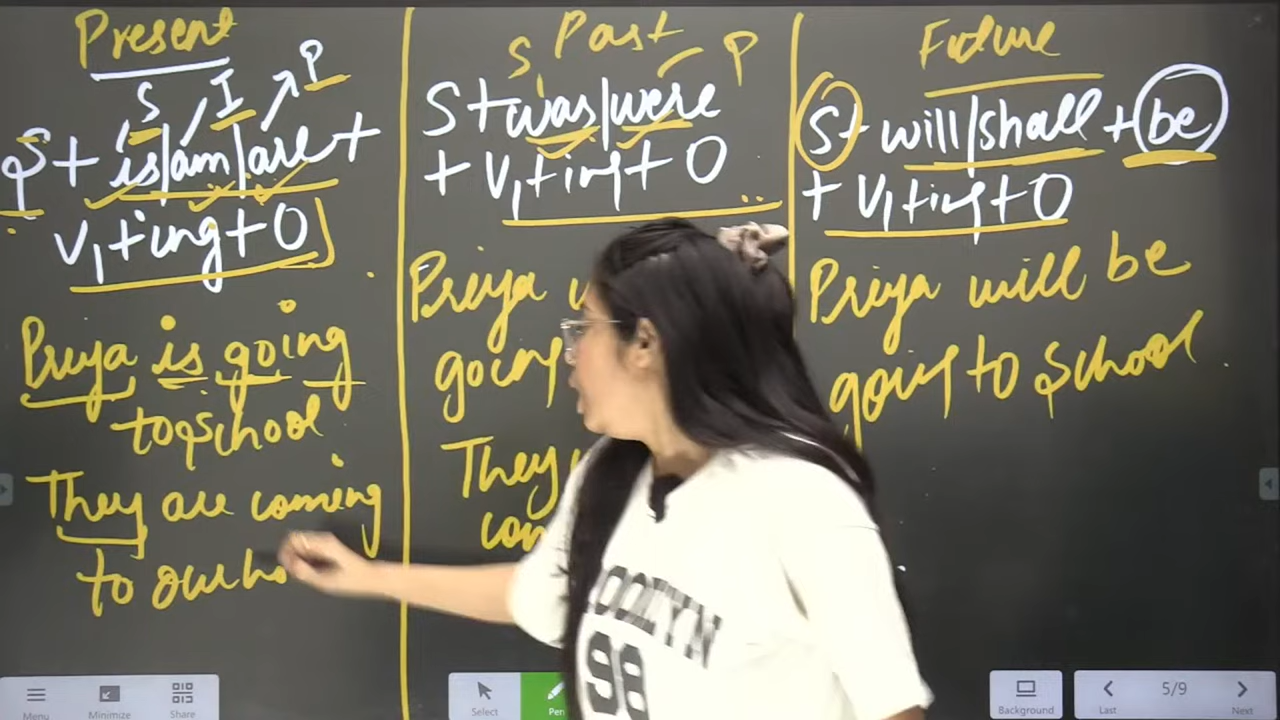 Present
S I P
S + is/am/are +
V1+ing+O
Priya is going
to school
They are coming
to our
S Past P
S+was/were
+ V1+ing+O
Priya
going
They
Future
S+ will/shall + be
+ V1+ing+O
Priya will be
going to school
OOKLYN
98
Menu
Minimize
Share
Select
Pen
Background
Last
5/9
Next